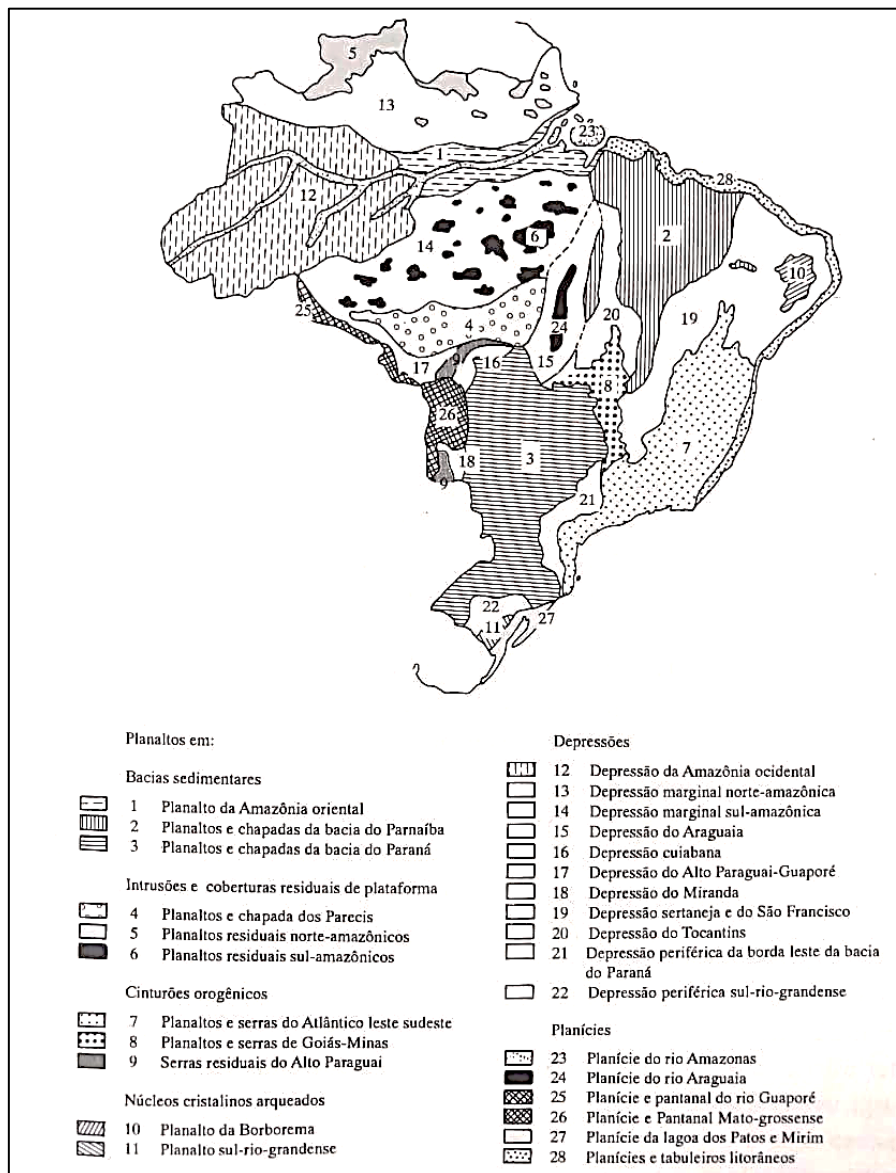 5
13
23
1
28
12
2
6
14
10
25
20
19
4
24
9
16
15
17
8
26
7
18
3
9
21
22
27
11
Planaltos em:
Bacias sedimentares
1 Planalto da Amazônia oriental
2 Planaltos e chapadas da bacia do Parnaíba
3 Planaltos e chapadas da bacia do Paraná
Intrusões e coberturas residuais de plataforma
4 Planaltos e chapada dos Parecis
5 Planaltos residuais norte-amazônicos
6 Planaltos residuais sul-amazônicos
Cinturões orogênicos
7 Planaltos e serras do Atlântico leste sudeste
8 Planaltos e serras de Goiás-Minas
9 Serras residuais do Alto Paraguai
Núcleos cristalinos arqueados
10 Planalto da Borborema
11 Planalto sul-rio-grandense
Depressões
12 Depressão da Amazônia ocidental
13 Depressão marginal norte-amazônica
14 Depressão marginal sul-amazônica
15 Depressão do Araguaia
16 Depressão cuiabana
17 Depressão do Alto Paraguai-Guaporé
18 Depressão do Miranda
19 Depressão sertaneja e do São Francisco
20 Depressão do Tocantins
21 Depressão periférica da borda leste da bacia
do Paraná
22 Depressão periférica sul-rio-grandense
Planícies
23 Planície do rio Amazonas
24 Planície do rio Araguaia
25 Planície e pantanal do rio Guaporé
26 Planície e Pantanal Mato-grossense
27 Planície da lagoa dos Patos e Mirim
28 Planícies e tabuleiros litorâneos